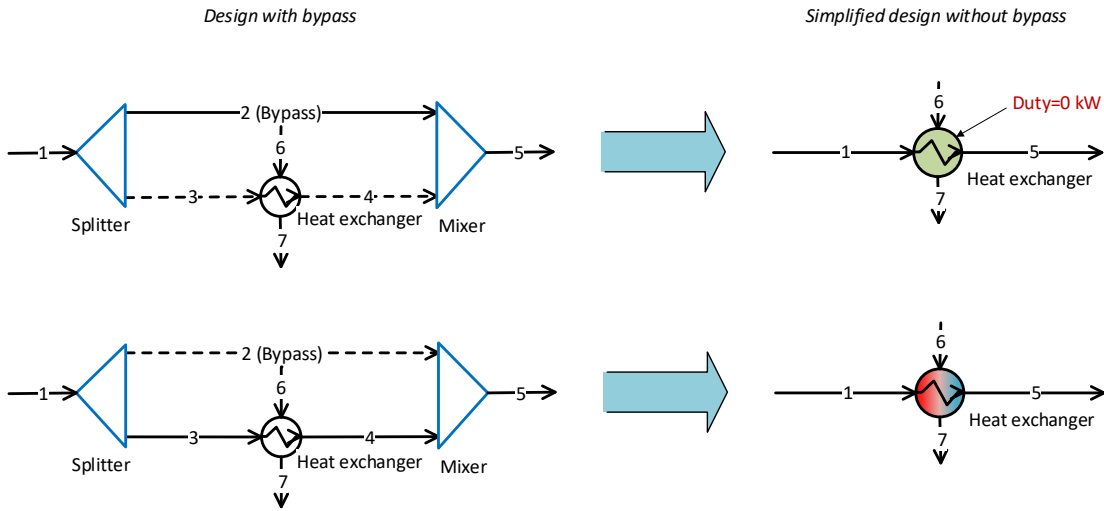 Design with bypass
Simplified design without bypass
2 (Bypass)
6
1
5
3
4
Splitter
Heat exchanger
Mixer
7
6
Duty=0 kW
1
5
Heat exchanger
7
2 (Bypass)
6
1
5
3
4
Splitter
Heat exchanger
Mixer
7
6
1
5
Heat exchanger
7